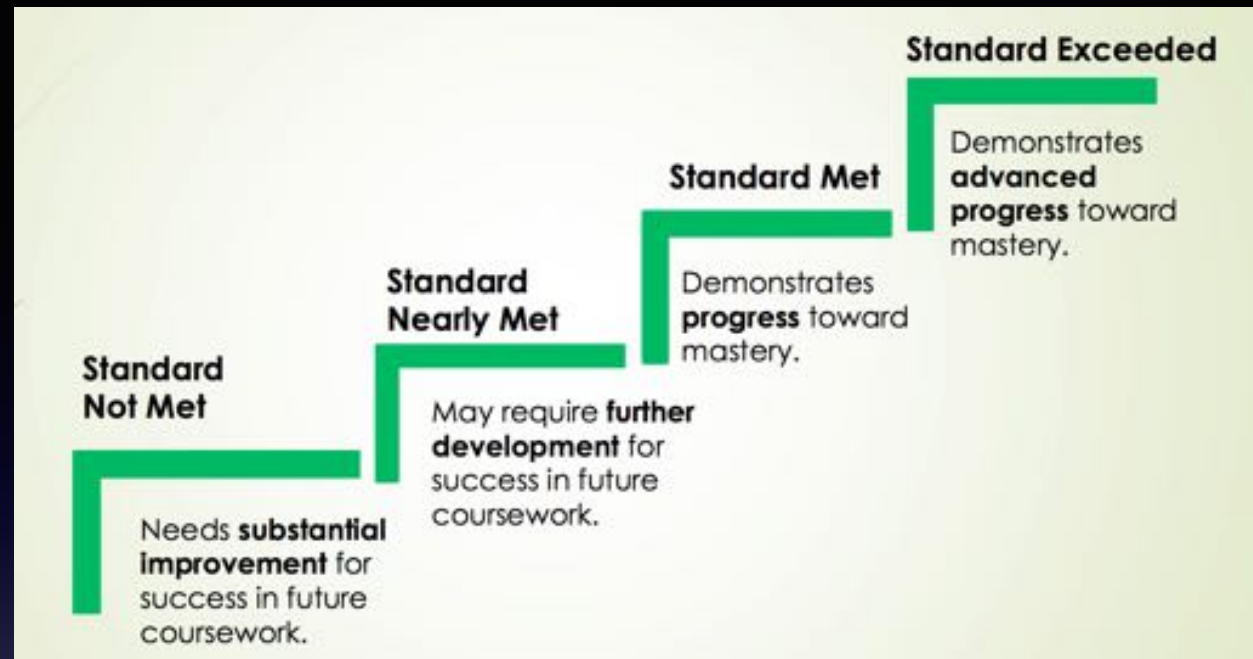 Standard
Not Met
Needs substantial
improvement for
success in future
coursework.
Standard
Nearly Met
May require further
development for
success in future
coursework.
Standard Met
Demonstrates
progress toward
mastery.
Standard Exceeded
Demonstrates
advanced
progress toward
mastery.